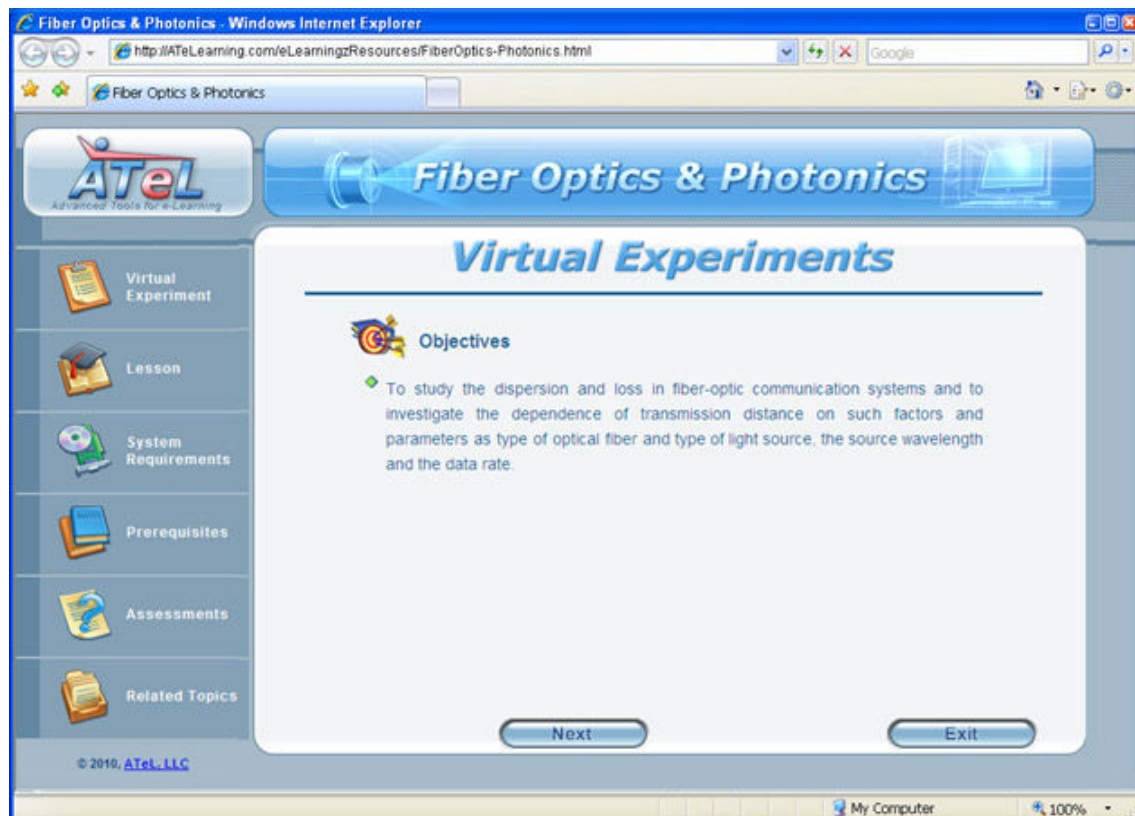 Fiber Optics & Photonics - Windows Internet Explorer
http://ATeLearning.com/eLearningzResources/FiberOptics-Photonics.html
Google
Fiber Optics & Photonics
ATeL
Advanced Tools for e-Learning
Fiber Optics & Photonics
Virtual Experiments
Virtual
Experiment
Lesson
System
Requirements
Prerequisites
Assessments
Related Topics
Objectives
To study the dispersion and loss in fiber-optic communication systems and to
investigate the dependence of transmission distance on such factors and
parameters as type of optical fiber and type of light source, the source wavelength
and the data rate.
Next
Exit
© 2010, ATeL, LLC
My Computer
100%